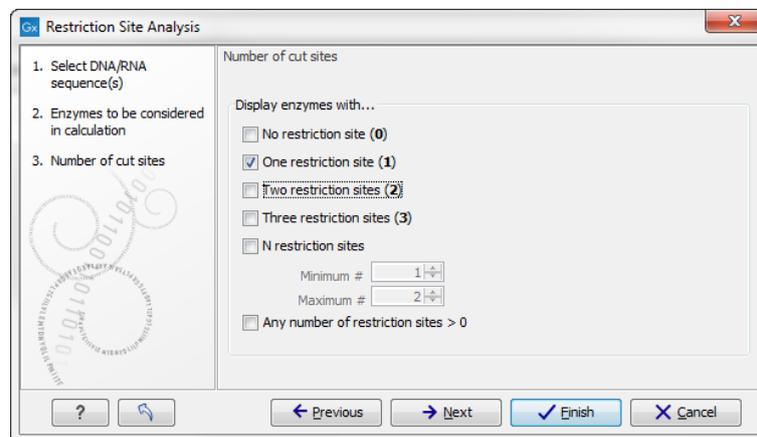 Gx Restriction Site Analysis
1. Select DNA/RNA
sequence(s)
2. Enzymes to be considered
in calculation
3. Number of cut sites
Number of cut sites
Display enzymes with...
No restriction site (0)
One restriction site (1)
Two restriction sites (2)
Three restriction sites (3)
N restriction sites
Minimum # 1
Maximum # 2
Any number of restriction sites > 0
?
Previous
Next
Finish
Cancel